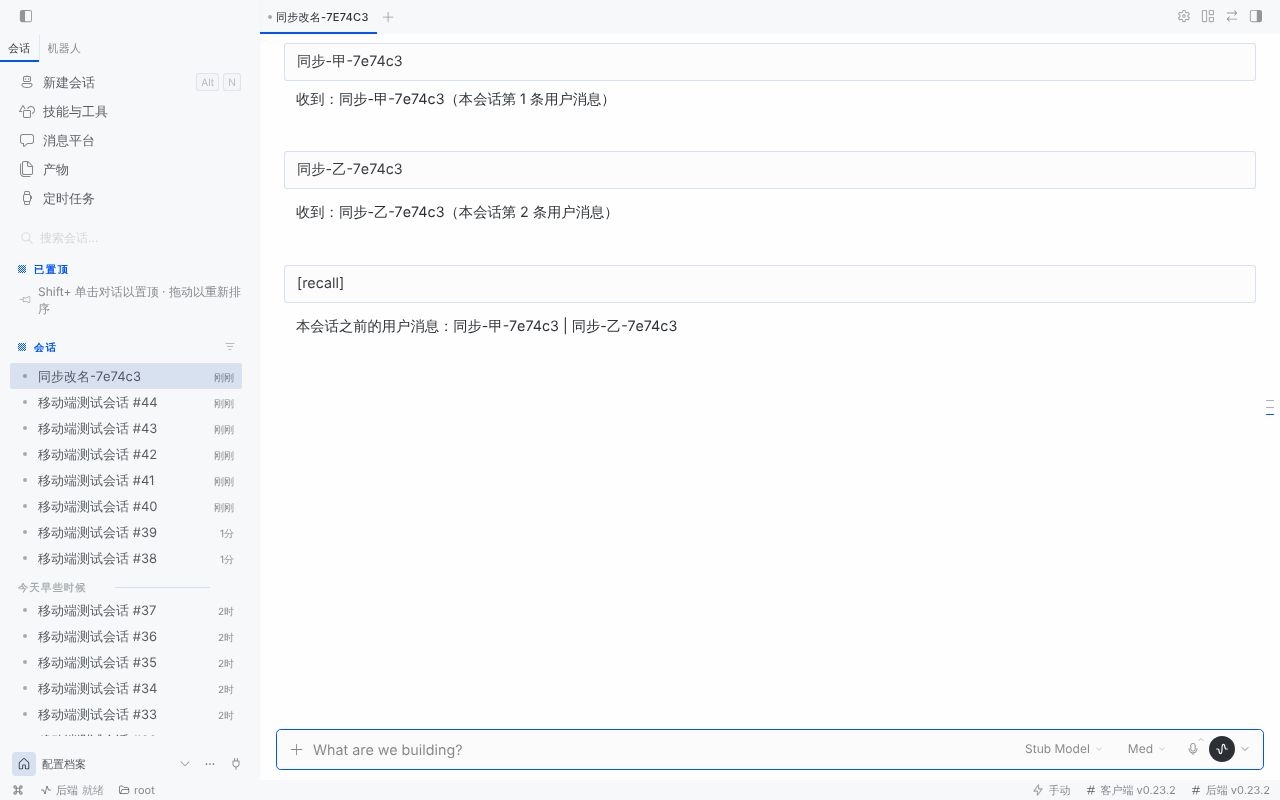 同步改名-7E74C3
会话 机器人
新建会话 Alt N
技能与工具
消息平台
产物
定时任务
搜索会话...
已置顶
Shift+ 单击对话以置顶 · 拖动以重新排
序
会话
同步改名-7e74c3 刚刚
移动端测试会话 #44 刚刚
移动端测试会话 #43 刚刚
移动端测试会话 #42 刚刚
移动端测试会话 #41 刚刚
移动端测试会话 #40 刚刚
移动端测试会话 #39 1分
移动端测试会话 #38 1分
今天早些时候
移动端测试会话 #37 2时
移动端测试会话 #36 2时
移动端测试会话 #35 2时
移动端测试会话 #34 2时
移动端测试会话 #33 2时
配置档案
同步-甲-7e74c3
收到：同步-甲-7e74c3（本会话第 1 条用户消息）
同步-乙-7e74c3
收到：同步-乙-7e74c3（本会话第 2 条用户消息）
[recall]
本会话之前的用户消息：同步-甲-7e74c3 | 同步-乙-7e74c3
What are we building? Stub Model Med
后端 就绪 root 手动 # 客户端 v0.23.2 # 后端 v0.23.2